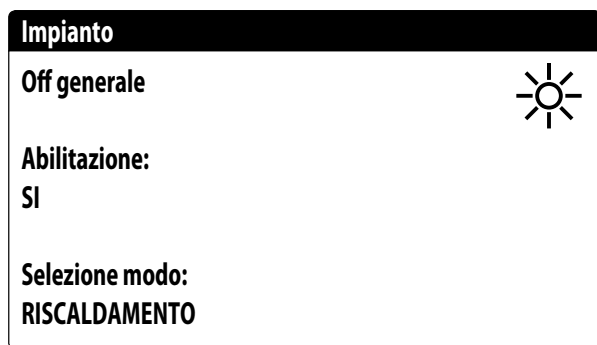 Impianto
Off generale
Abilitazione:
SI
Selezione modo:
RISCALDAMENTO